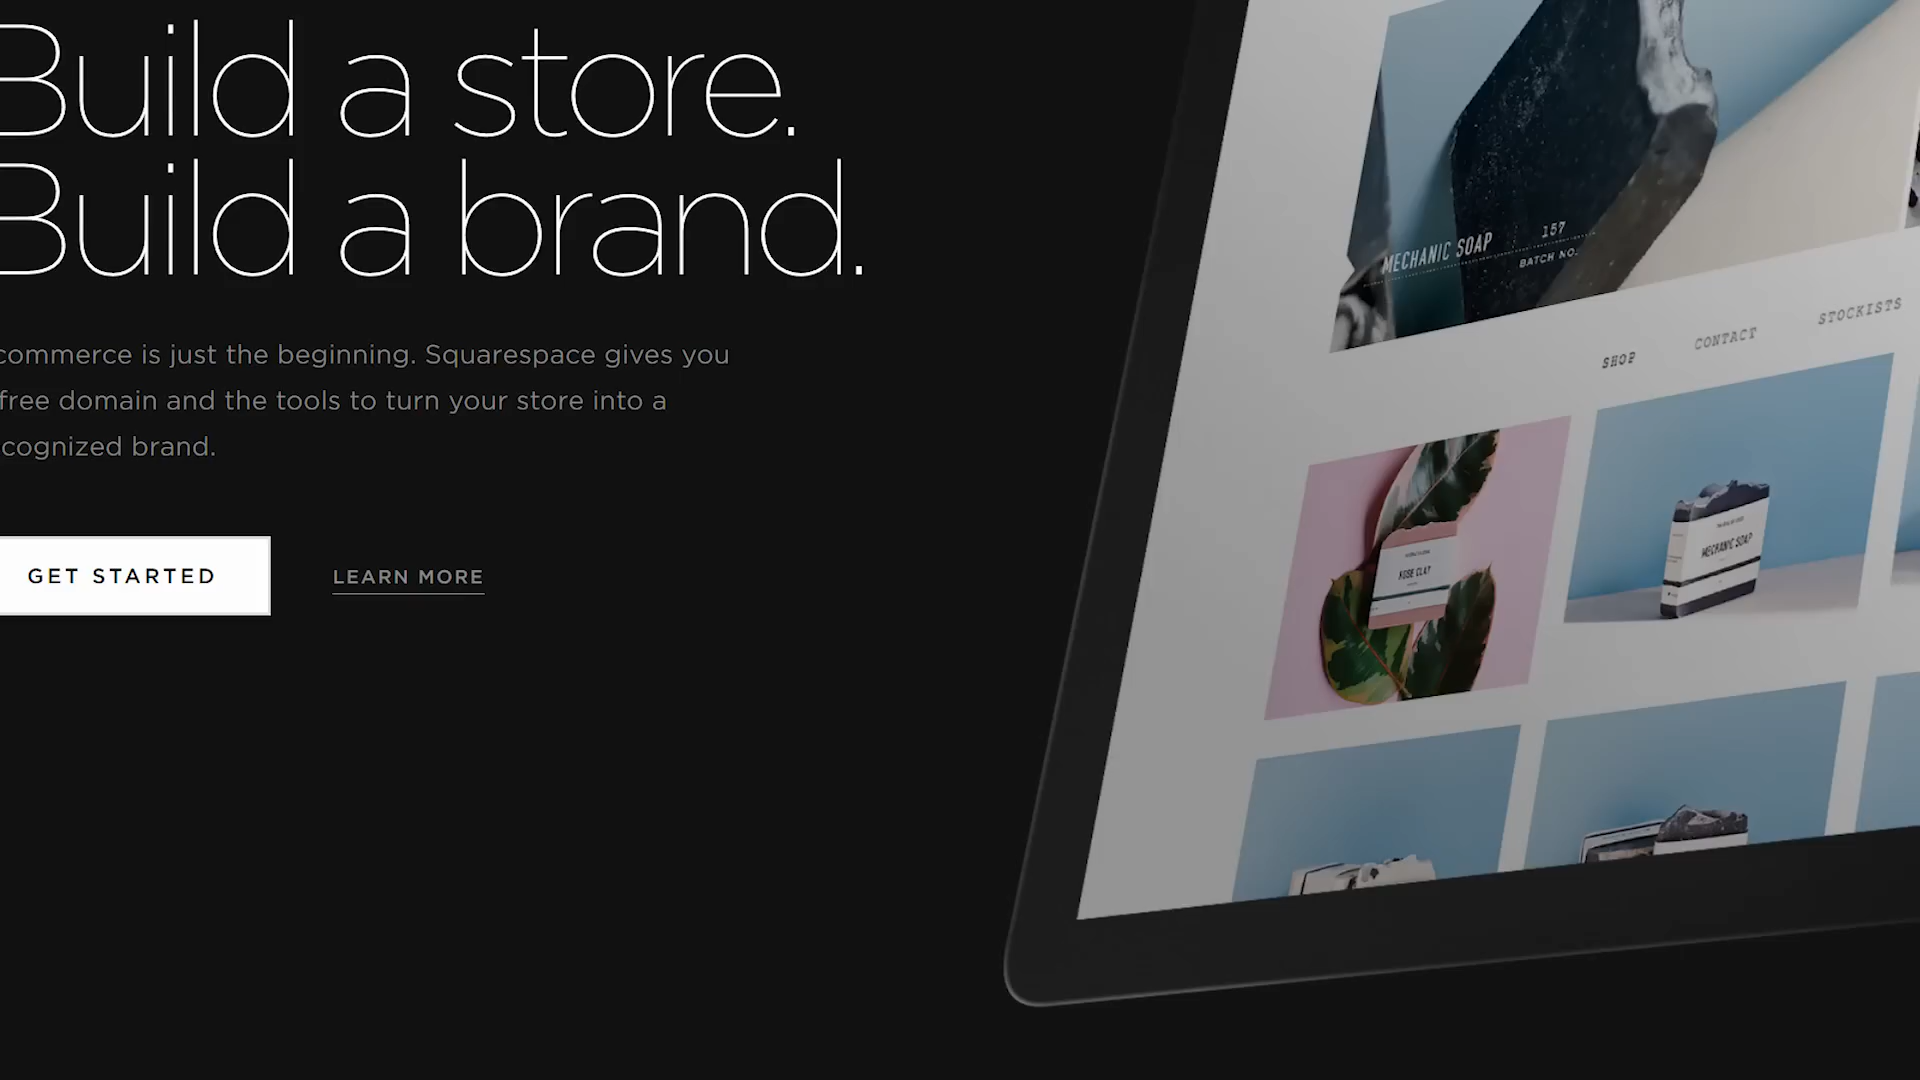 Build a store.
Build a brand.
commerce is just the beginning. Squarespace gives you
free domain and the tools to turn your store into a
cognized brand.
GET STARTED
LEARN MORE
MECHANIC SOAP
157
BATCH NO.
SHOP
CONTACT
STOCKISTS
ROSE CLAY
MECHANIC SOAP